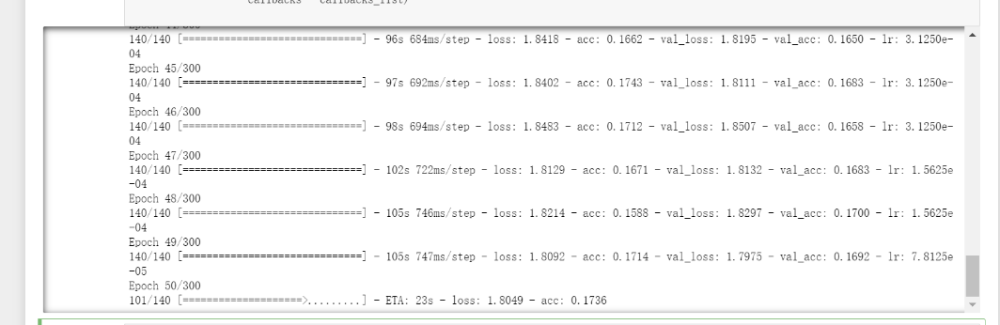 callbacks = callbacks_list)
140/140 [==============================] - 96s 684ms/step - loss: 1.8418 - acc: 0.1662 - val_loss: 1.8195 - val_acc: 0.1650 - lr: 3.1250e-
04
Epoch 45/300
140/140 [==============================] - 97s 692ms/step - loss: 1.8402 - acc: 0.1743 - val_loss: 1.8111 - val_acc: 0.1683 - lr: 3.1250e-
04
Epoch 46/300
140/140 [==============================] - 98s 694ms/step - loss: 1.8483 - acc: 0.1712 - val_loss: 1.8507 - val_acc: 0.1658 - lr: 3.1250e-
04
Epoch 47/300
140/140 [==============================] - 102s 722ms/step - loss: 1.8129 - acc: 0.1671 - val_loss: 1.8132 - val_acc: 0.1683 - lr: 1.5625e
-04
Epoch 48/300
140/140 [==============================] - 105s 746ms/step - loss: 1.8214 - acc: 0.1588 - val_loss: 1.8297 - val_acc: 0.1700 - lr: 1.5625e
-04
Epoch 49/300
140/140 [==============================] - 105s 747ms/step - loss: 1.8092 - acc: 0.1714 - val_loss: 1.7975 - val_acc: 0.1692 - lr: 7.8125e
-05
Epoch 50/300
101/140 [====================>.........] - ETA: 23s - loss: 1.8049 - acc: 0.1736